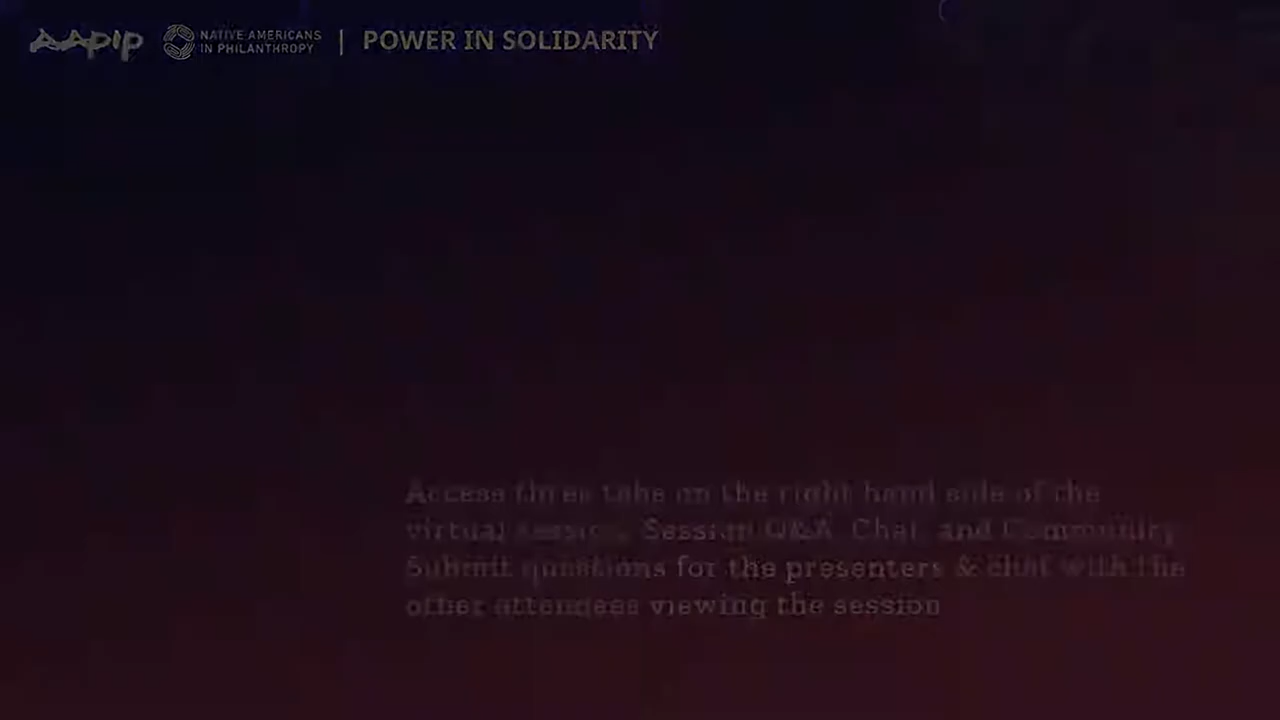 AAPIP
NATIVE AMERICANS
IN PHILANTHROPY
POWER IN SOLIDARITY
Access three tabs on the right hand side of the
virtual session. Session Q&A, Chat, and Community
Submit questions for the presenters & chat with the
other attendees viewing the session